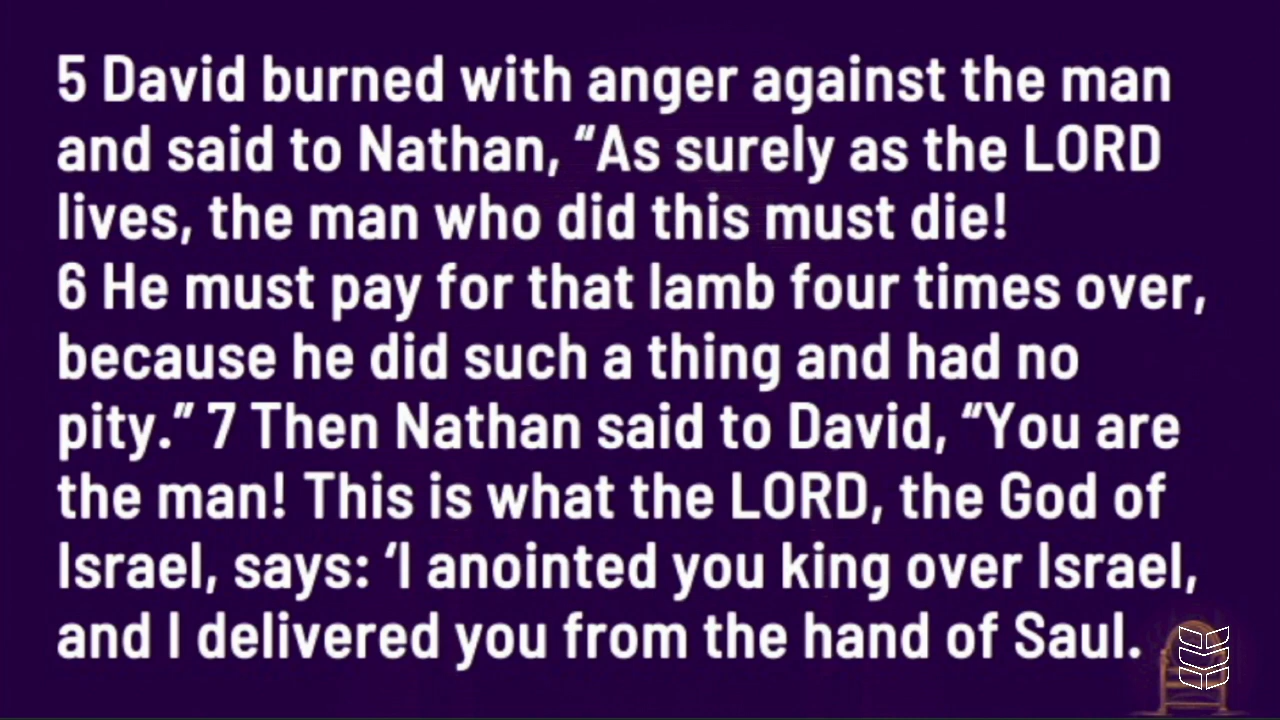 5 David burned with anger against the man
and said to Nathan, “As surely as the LORD
lives, the man who did this must die!
6 He must pay for that lamb four times over,
because he did such a thing and had no
pity.” 7 Then Nathan said to David, “You are
the man! This is what the LORD, the God of
Israel, says: ‘I anointed you king over Israel,
and I delivered you from the hand of Saul.